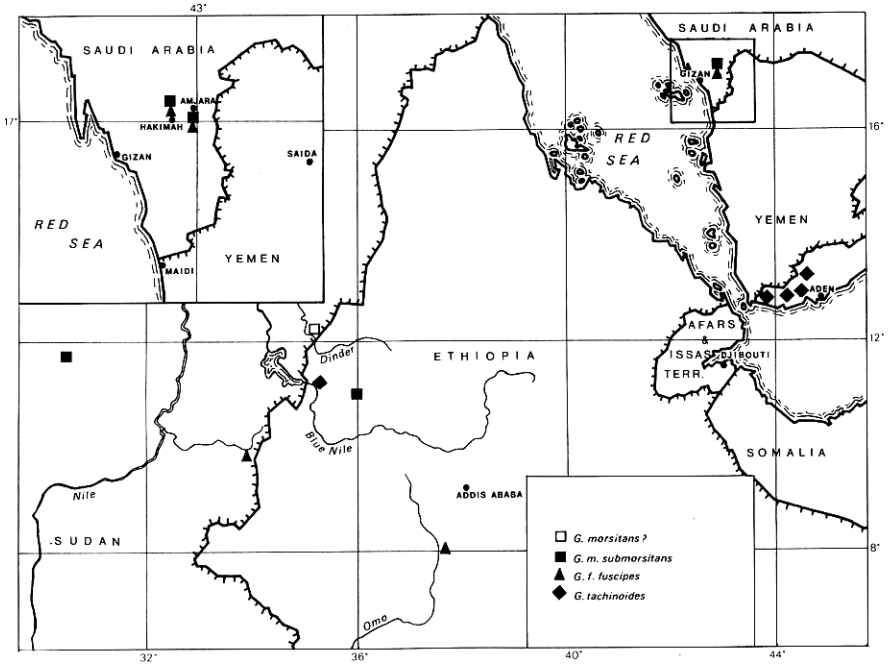 43
SAUDI ARABIA
AMJARA
17
HAKIMAH
GIZAN
SAIDA
RED
SEA
YEMEN
MAIDI
SAUDI ARABIA
GIZAN
16
RED
SEA
YEMEN
ADEN
AFARS
&
ISSAS
DJIBOUTI
TERR.
12
Dinder
ETHIOPIA
Blue Nile
SOMALIA
Nile
ADDIS ABABA
SUDAN
8
Omo
G. morsitans?
G. m. submorsitans
G. f. fuscipes
G. tachinoides
32
36
40
44